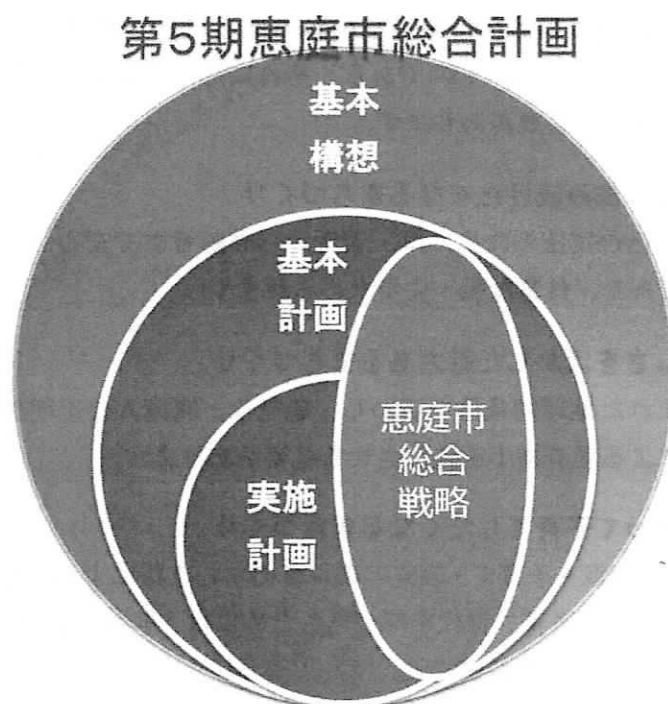 第5期恵庭市総合計画
基本
構想
基本
計画
恵庭市
総合
戦略
実施
計画